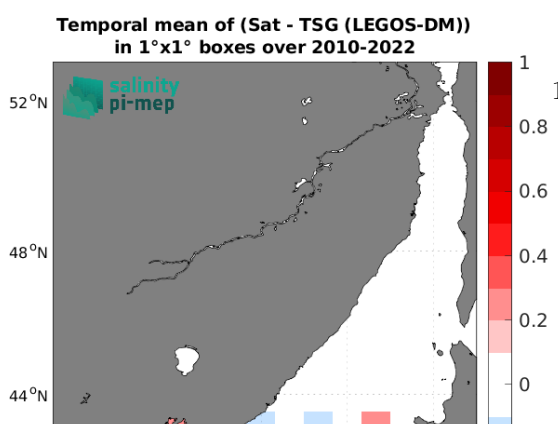 Temporal mean of (Sat - TSG (LEGOS-DM))
in 1°x1° boxes over 2010-2022
salinity
pi-mep
52°N
48°N
44°N
1
0.8
0.6
0.4
0.2
0